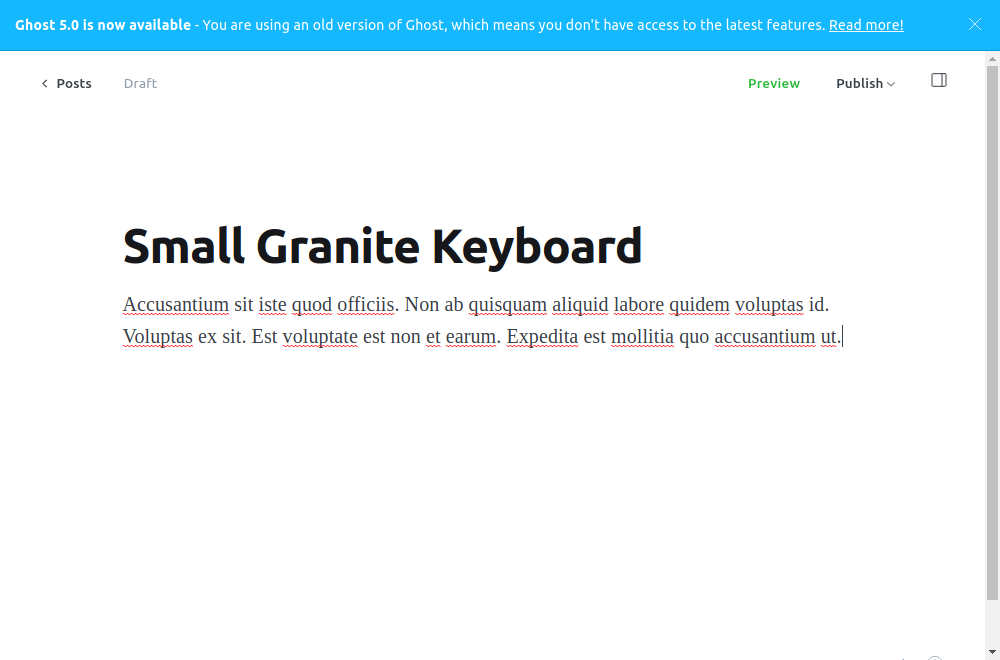 Ghost 5.0 is now available - You are using an old version of Ghost, which means you don't have access to the latest features. Read more!
Posts Draft Preview Publish
Small Granite Keyboard
Accusantium sit iste quod officiis. Non ab quisquam aliquid labore quidem voluptas id.
Voluptas ex sit. Est voluptate est non et earum. Expedita est mollitia quo accusantium ut.